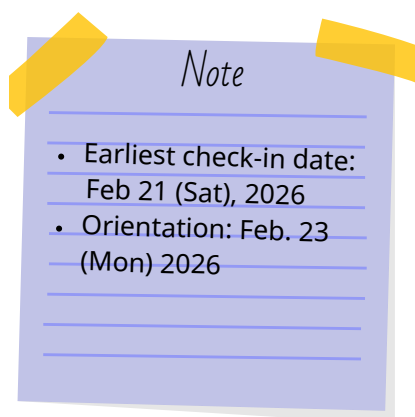 Note
• Earliest check-in date:
Feb 21 (Sat), 2026
• Orientation: Feb. 23
(Mon) 2026